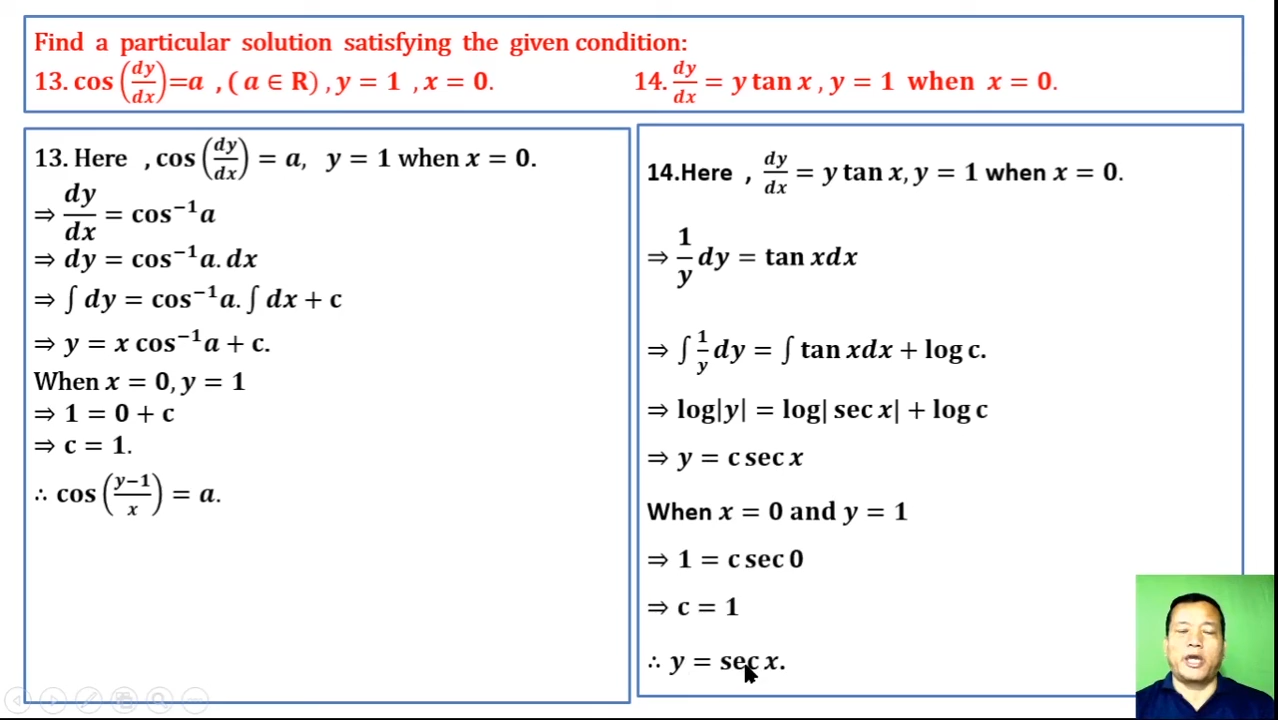 Find a particular solution satisfying the given condition:
13. cos (dy/dx)=a , ( a ∈ R) , y = 1 , x = 0. 14. dy/dx = y tan x , y = 1 when x = 0.
13. Here , cos (dy/dx) = a, y = 1 when x = 0.
⇒ dy/dx = cos⁻¹a
⇒ dy = cos⁻¹a. dx
⇒ ∫ dy = cos⁻¹a. ∫ dx + c
⇒ y = x cos⁻¹a + c.
When x = 0, y = 1
⇒ 1 = 0 + c
⇒ c = 1.
∴ cos ((y−1)/x) = a.
14.Here , dy/dx = y tan x, y = 1 when x = 0.
⇒ 1/y dy = tan xdx
⇒ ∫ 1/y dy = ∫ tan xdx + log c.
⇒ log|y| = log| sec x| + log c
⇒ y = c sec x
When x = 0 and y = 1
⇒ 1 = c sec 0
⇒ c = 1
∴ y = sec x.